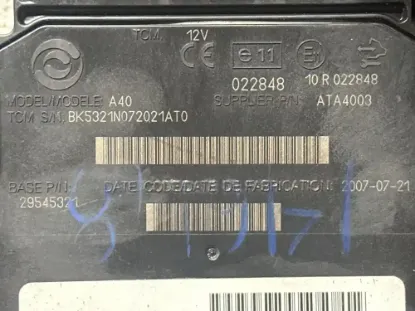 TCM. 12V
e11
022848 10 R 022848
MODEL/MODELE: A40 SUPPLIER P/N: ATA4003
TCM S/N: BK5321N072021AT0
BASE P/N: DATE CODE/DATE DE FABRICATION: 2007-07-21
29545321